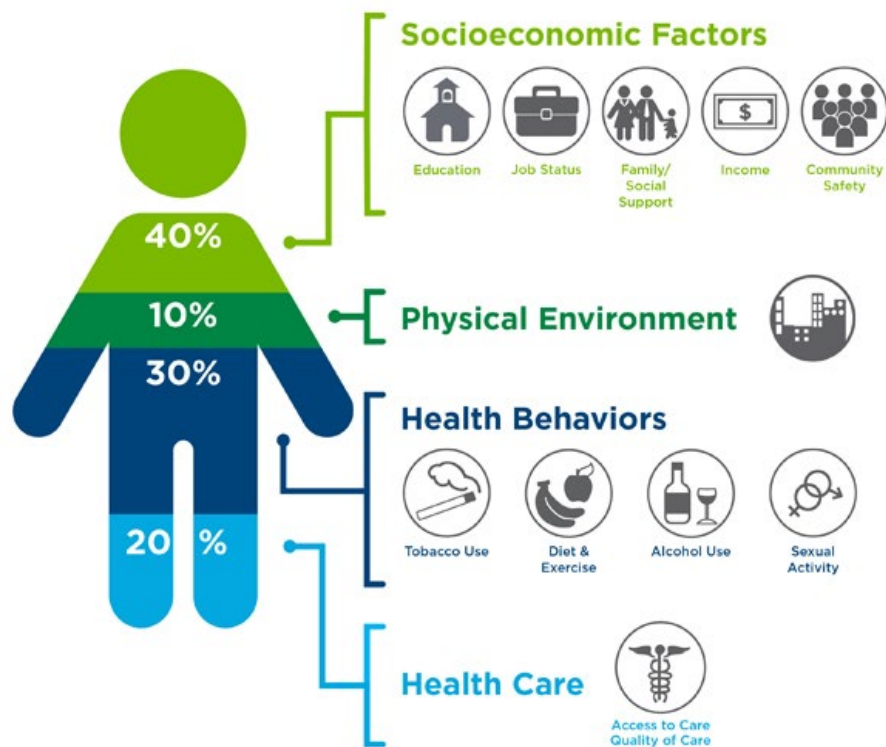 Socioeconomic Factors
$
Education
Job Status
Family/
Social
Support
Income
Community
Safety
40%
10%
Physical Environment
30%
Health Behaviors
Tobacco Use
Diet &
Exercise
Alcohol Use
Sexual
Activity
20 %
Health Care
Access to Care
Quality of Care